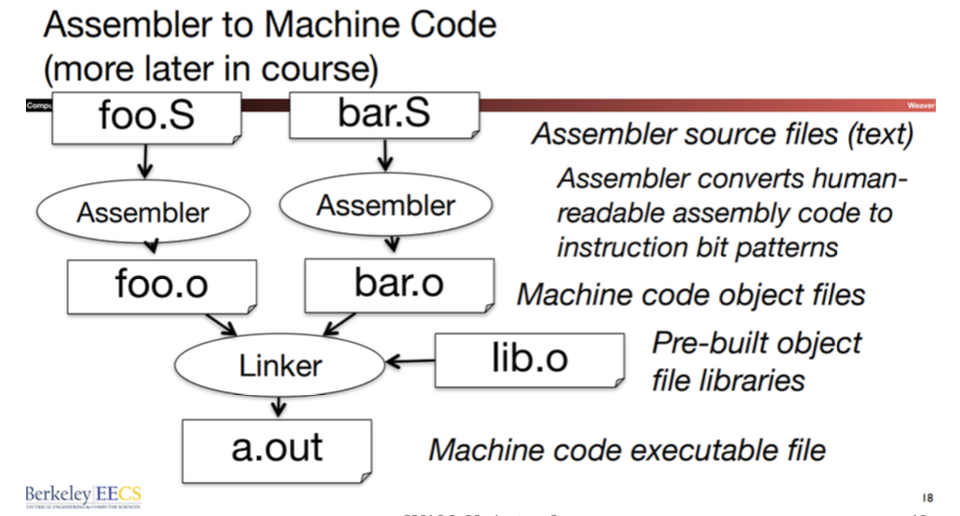 Assembler to Machine Code
(more later in course)
Compu
Weaver
foo.S
bar.S
Assembler source files (text)
Assembler
Assembler
Assembler converts human-
readable assembly code to
instruction bit patterns
foo.o
bar.o
Machine code object files
Linker
lib.o
Pre-built object
file libraries
a.out
Machine code executable file
Berkeley EECS
ELECTRICAL ENGINEERING & COMPUTER SCIENCES
18